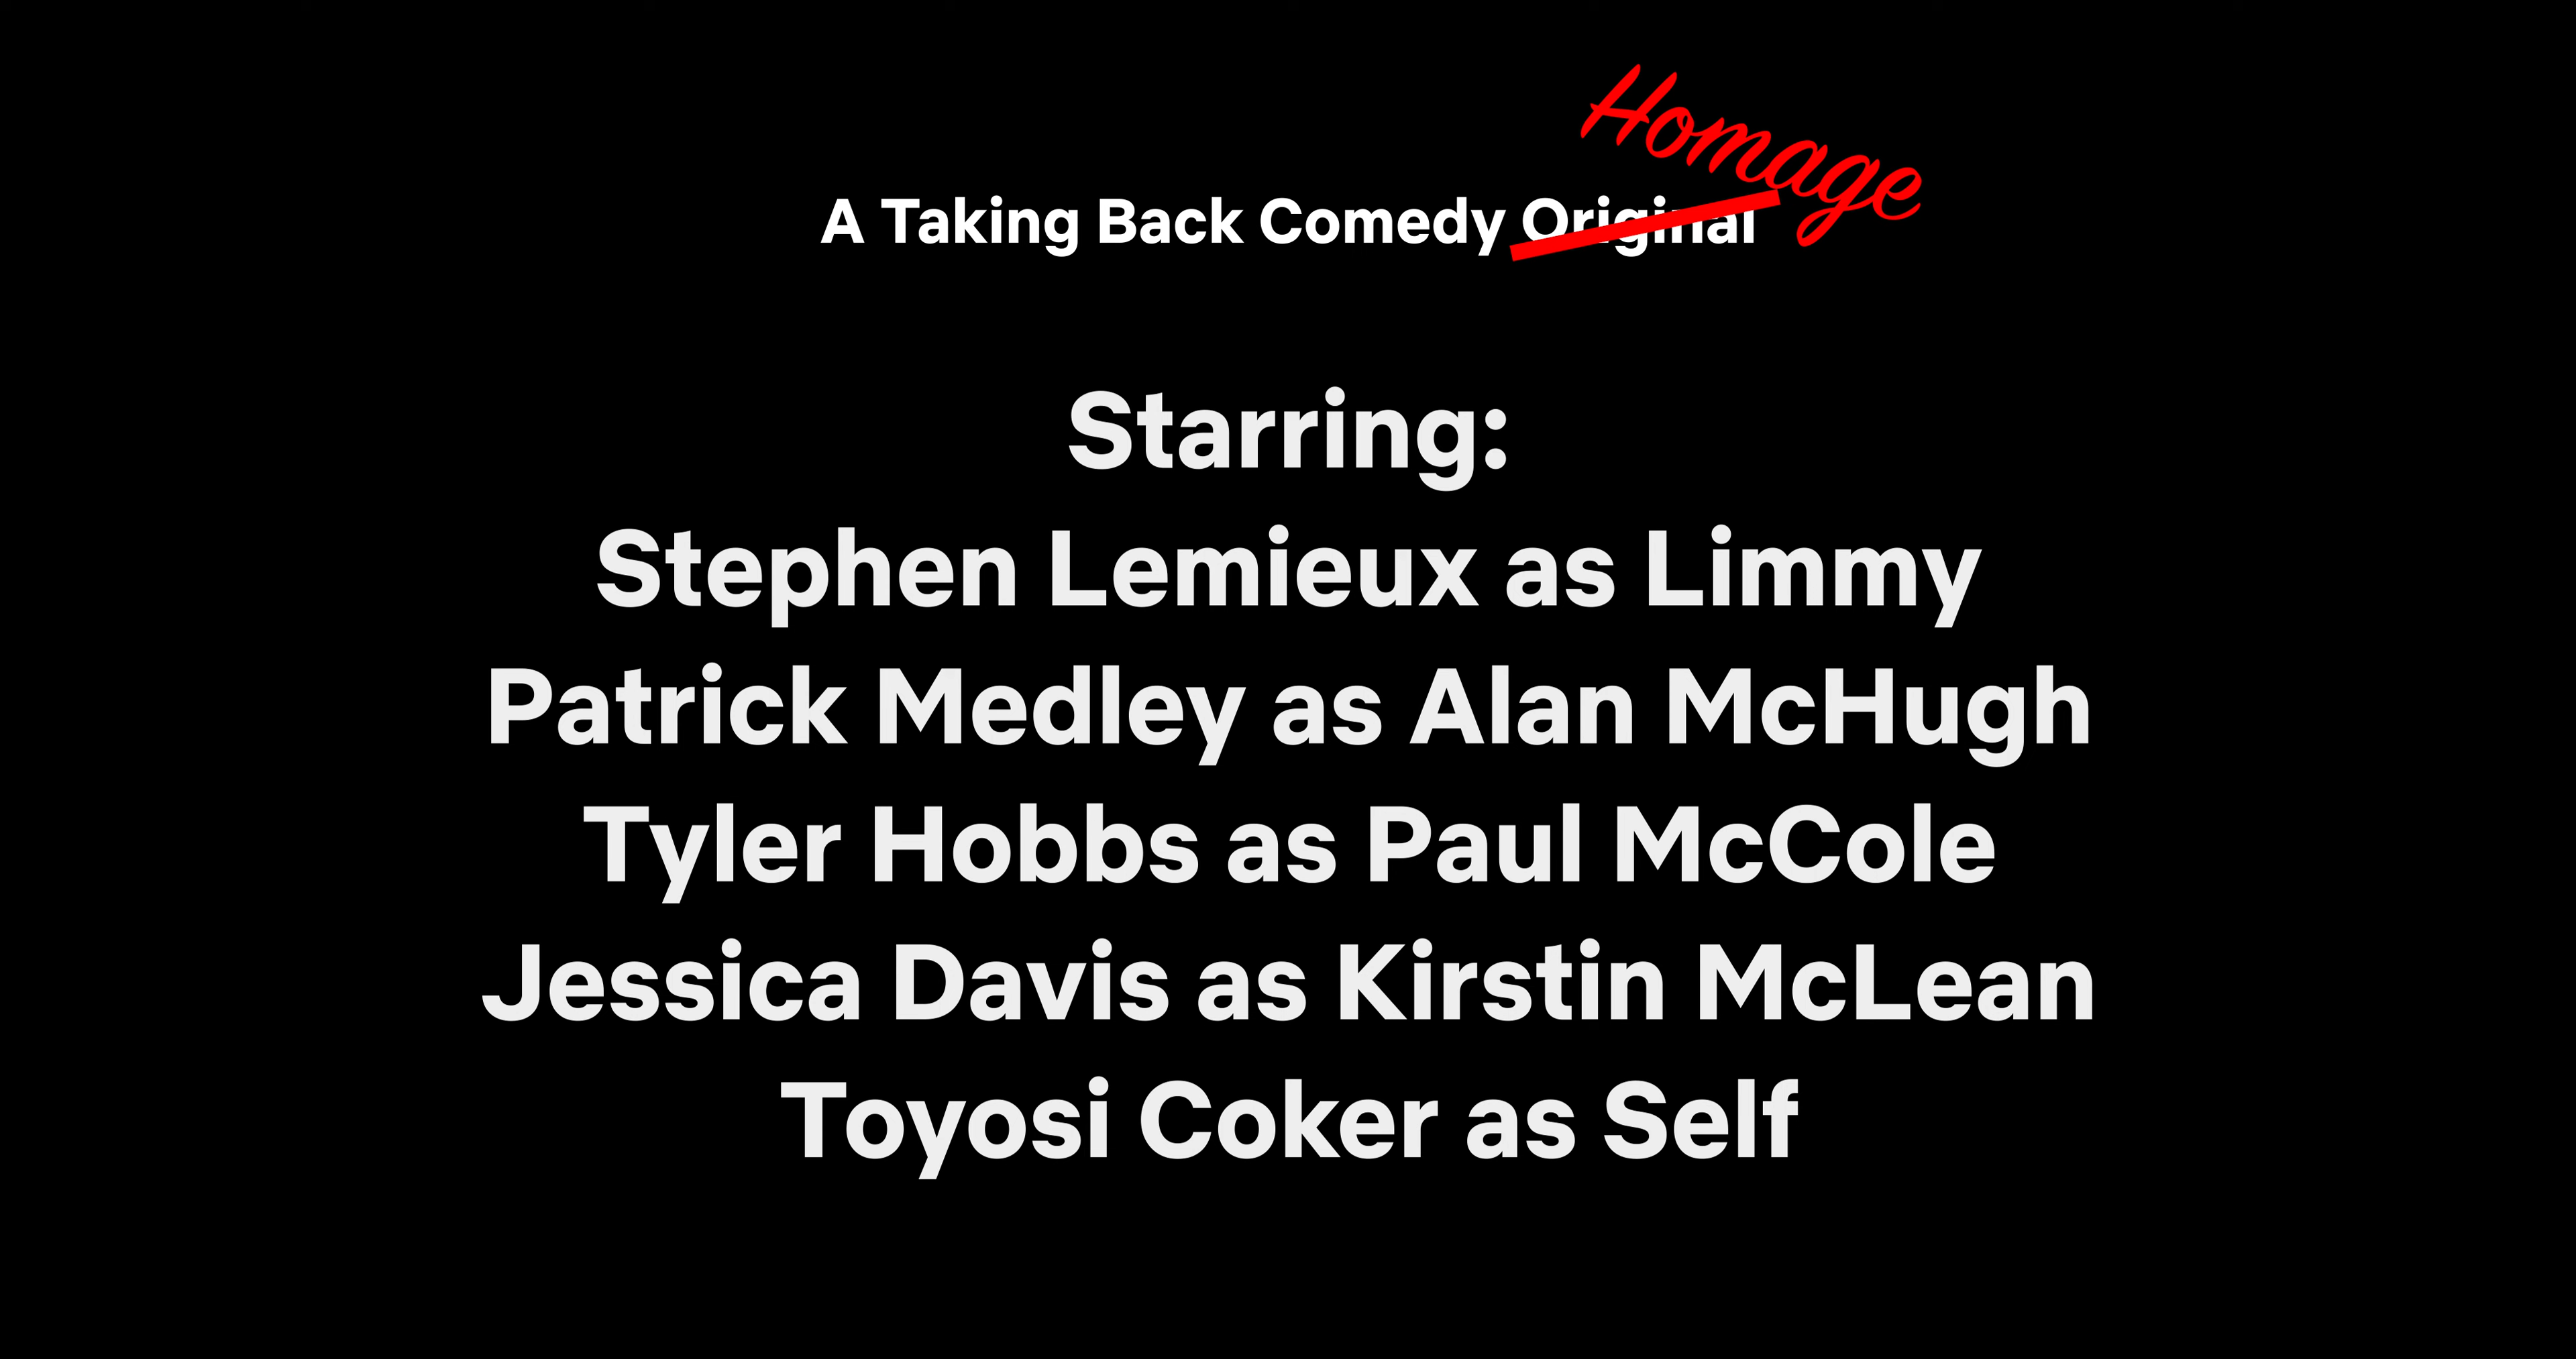 Homage
A Taking Back Comedy Original
Starring:
Stephen Lemieux as Limmy
Patrick Medley as Alan McHugh
Tyler Hobbs as Paul McCole
Jessica Davis as Kirstin McLean
Toyosi Coker as Self